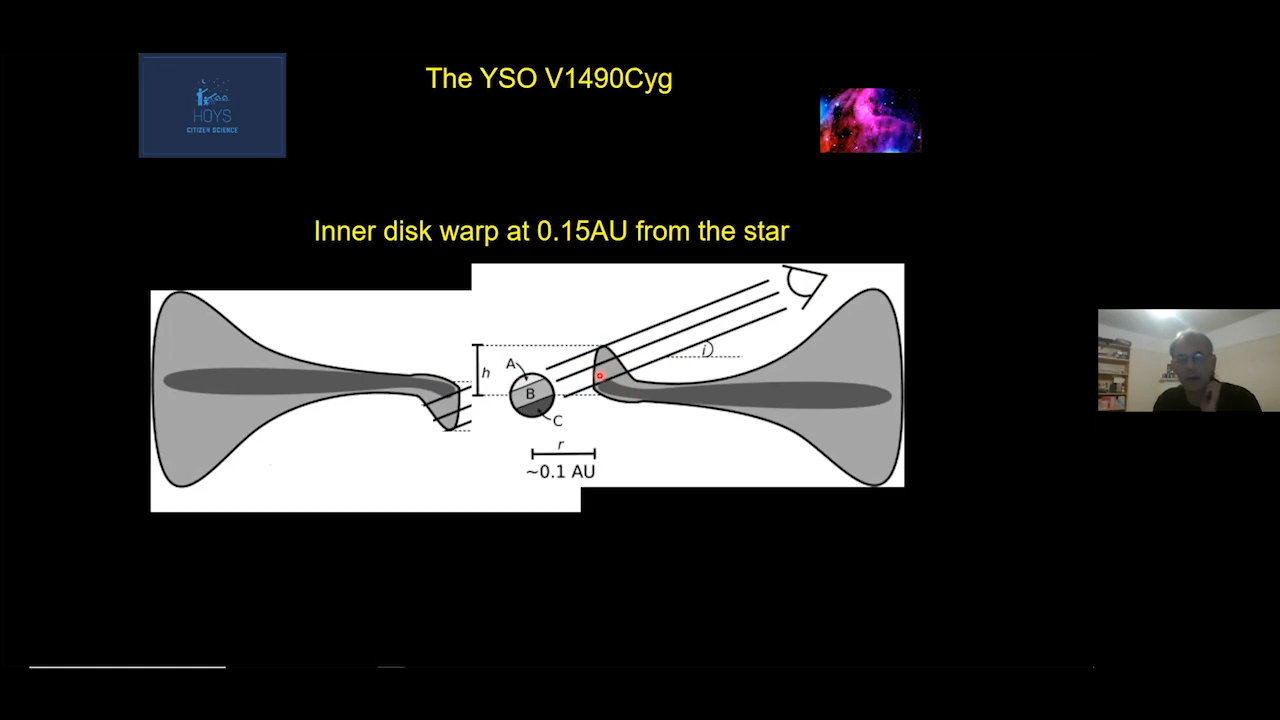 The YSO V1490Cyg
HOYS
CITIZEN SCIENCE
Inner disk warp at 0.15AU from the star
h
A
B
C
i
r
~0.1 AU